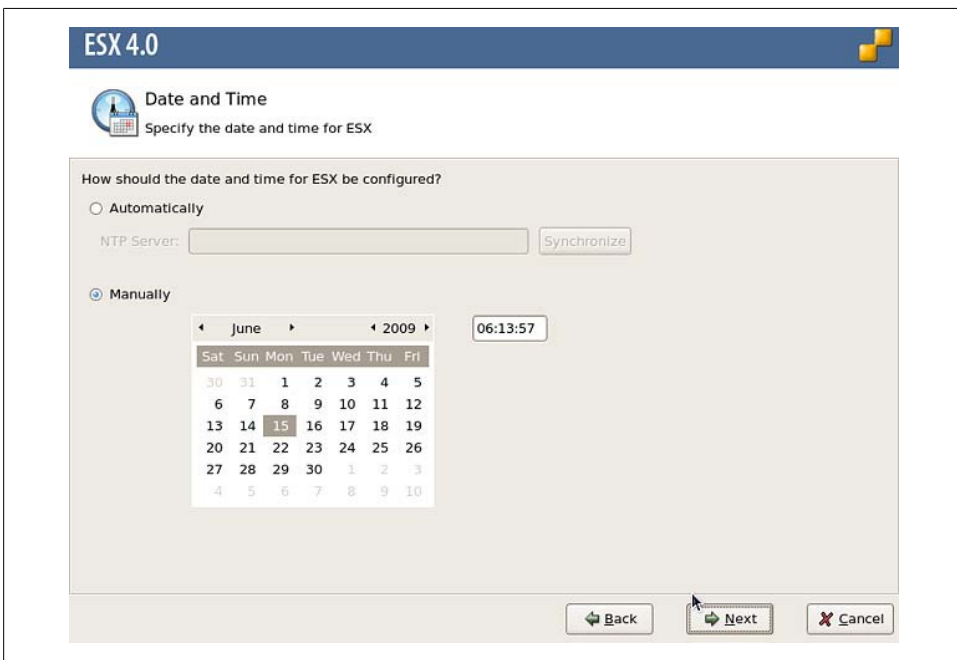 ESX 4.0
Date and Time
Specify the date and time for ESX
How should the date and time for ESX be configured?
Automatically
NTP Server: Synchronize
Manually
June 2009 06:13:57
Sat Sun Mon Tue Wed Thu Fri
30 31 1 2 3 4 5
6 7 8 9 10 11 12
13 14 15 16 17 18 19
20 21 22 23 24 25 26
27 28 29 30 1 2 3
4 5 6 7 8 9 10
Back Next Cancel